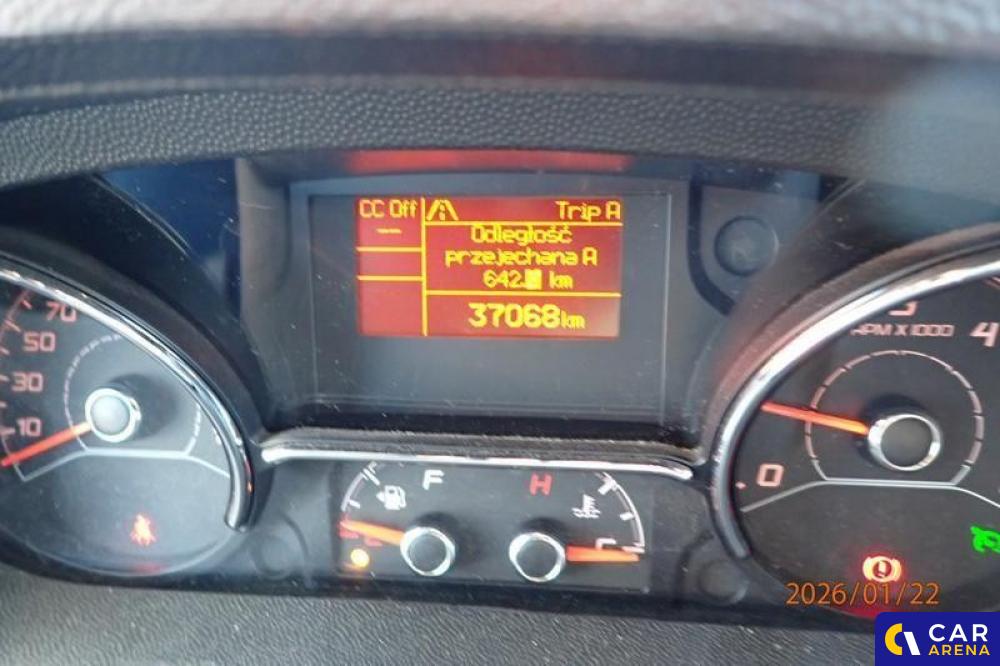 CC Off
Trip A
---
Odległość
przejechana A
km
37068km
70
50
30
10
RPM X 1000
4
0
F
H
2026/01/22
CAR
ARENA